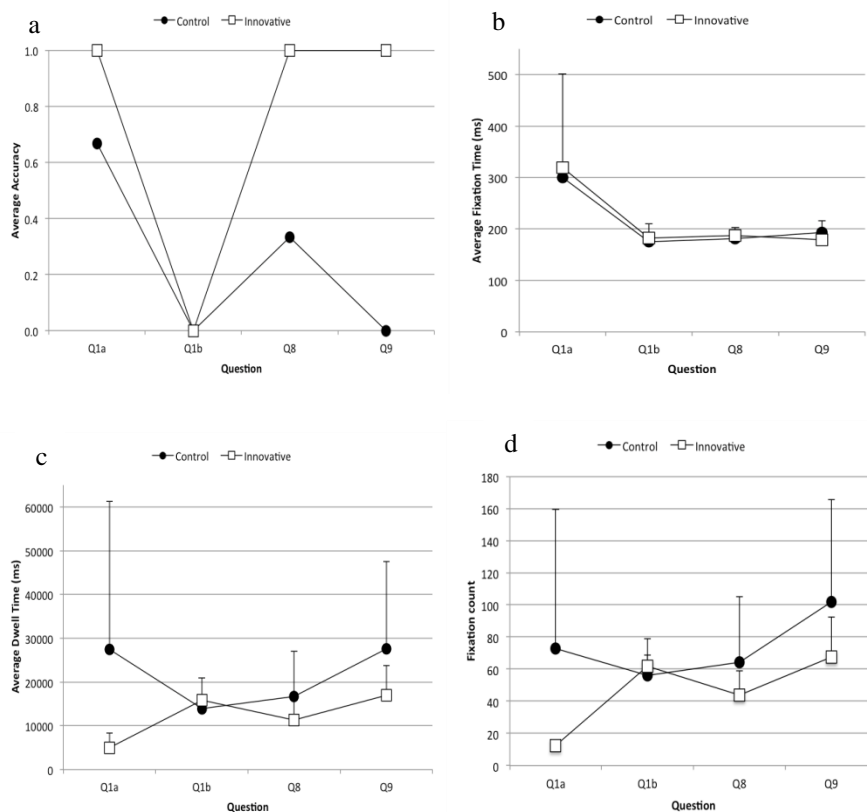 a
Control Innovative
1.0
0.8
0.6
0.4
0.2
0.0
Average Accuracy
Q1a Q1b Q8 Q9
Question
b
Control Innovative
500
400
300
200
100
0
Average Fixation Time (ms)
Q1a Q1b Q8 Q9
Question
c
Control Innovative
60000
50000
40000
30000
20000
10000
0
Average Dwell Time (ms)
Q1a Q1b Q8 Q9
Question
d
Control Innovative
180
160
140
120
100
80
60
40
20
0
Fixation count
Q1a Q1b Q8 Q9
Question